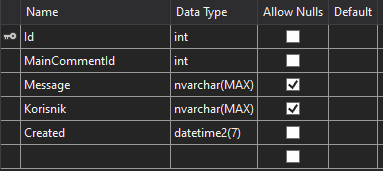 Name Data Type Allow Nulls Default
Id int
MainCommentId int
Message nvarchar(MAX)
Korisnik nvarchar(MAX)
Created datetime2(7)